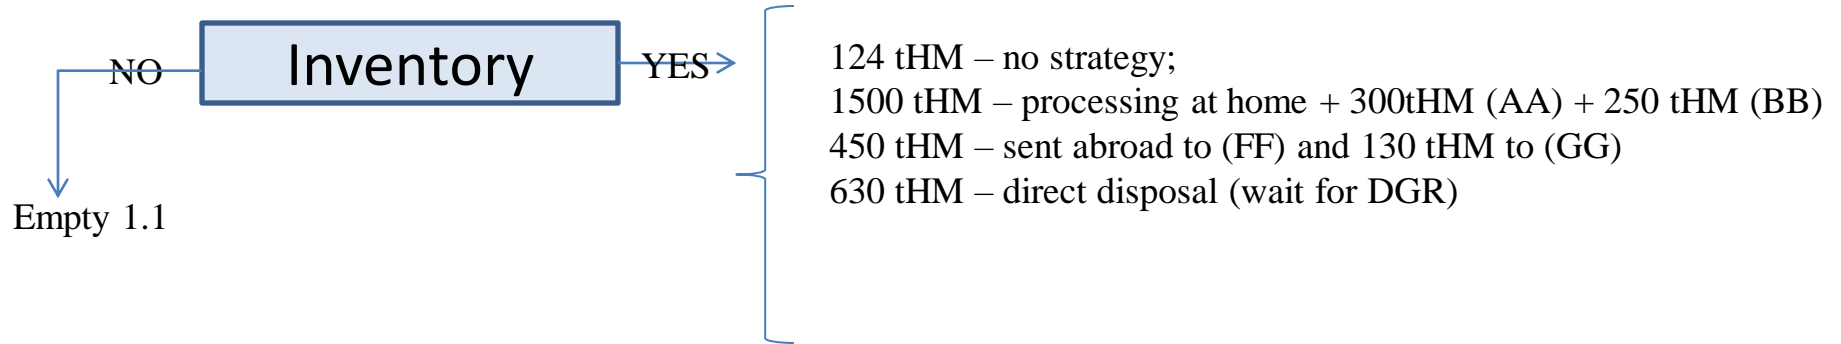 Inventory
NO
YES
124 tHM – no strategy;
1500 tHM – processing at home + 300tHM (AA) + 250 tHM (BB)
450 tHM – sent abroad to (FF) and 130 tHM to (GG)
630 tHM – direct disposal (wait for DGR)
Empty 1.1